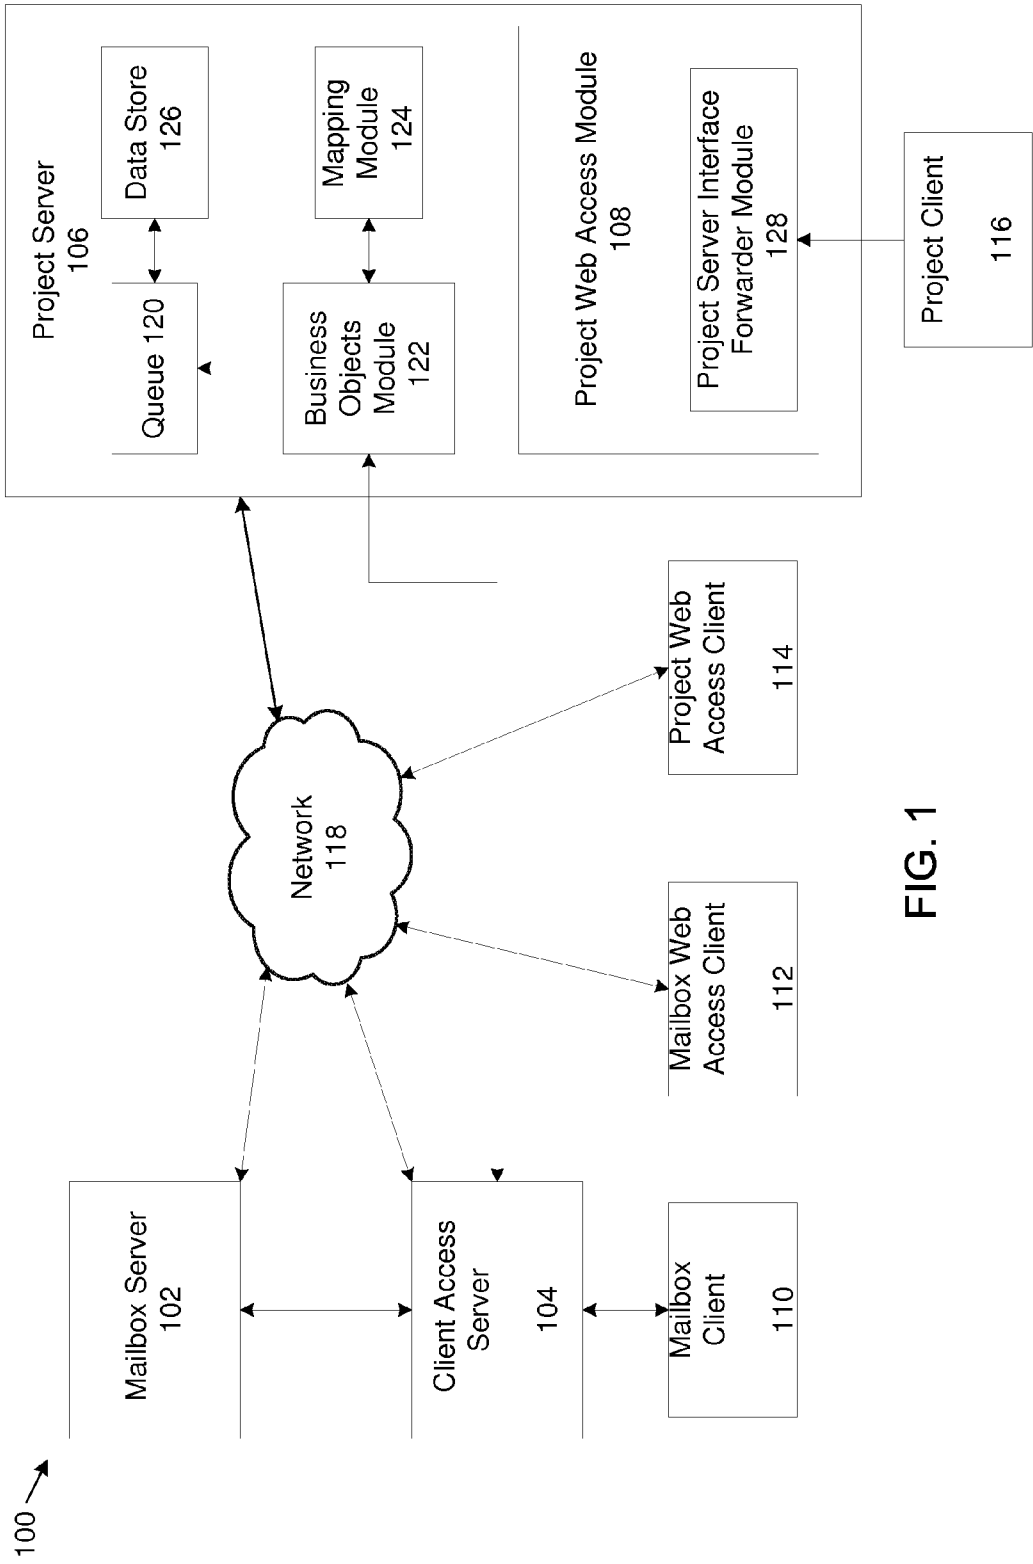 100
Mailbox Server
102
Client Access
Server
104
Mailbox
Client
110
Network
118
Mailbox Web
Access Client
112
Project Web
Access Client
114
Project Server
106
Queue 120
Data Store
126
Business
Objects
Module
122
Mapping
Module
124
Project Web Access Module
108
Project Server Interface
Forwarder Module
128
Project Client
116
FIG. 1